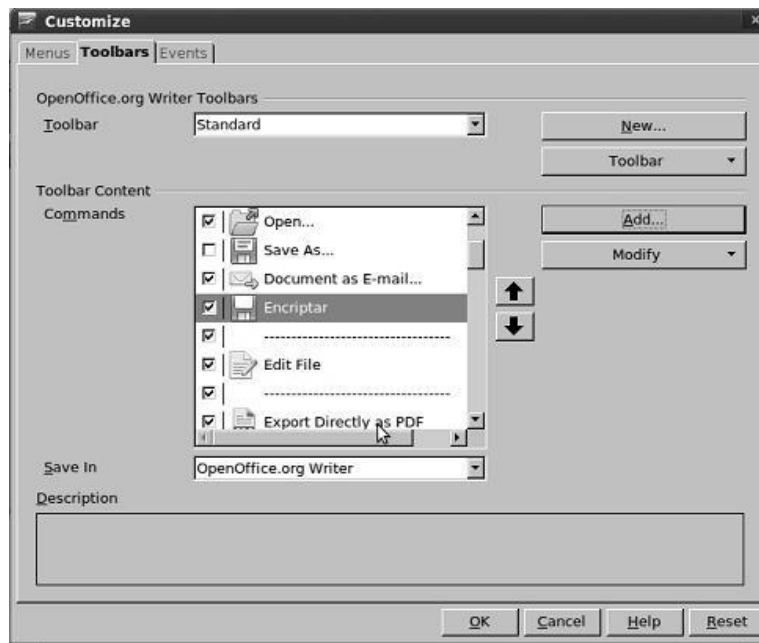 Customize
Menus Toolbars Events
OpenOffice.org Writer Toolbars
Toolbar Standard New...
Toolbar
Toolbar Content
Commands Open... Add...
Save As... Modify
Document as E-mail...
Encriptar
----------------------------------
Edit File
----------------------------------
Export Directly as PDF
Save In OpenOffice.org Writer
Description
OK Cancel Help Reset